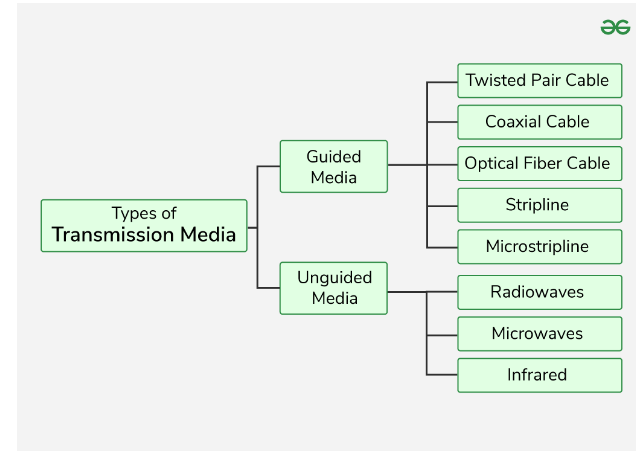 Types of
Transmission Media
Guided
Media
Twisted Pair Cable
Coaxial Cable
Optical Fiber Cable
Stripline
Microstripline
Unguided
Media
Radiowaves
Microwaves
Infrared